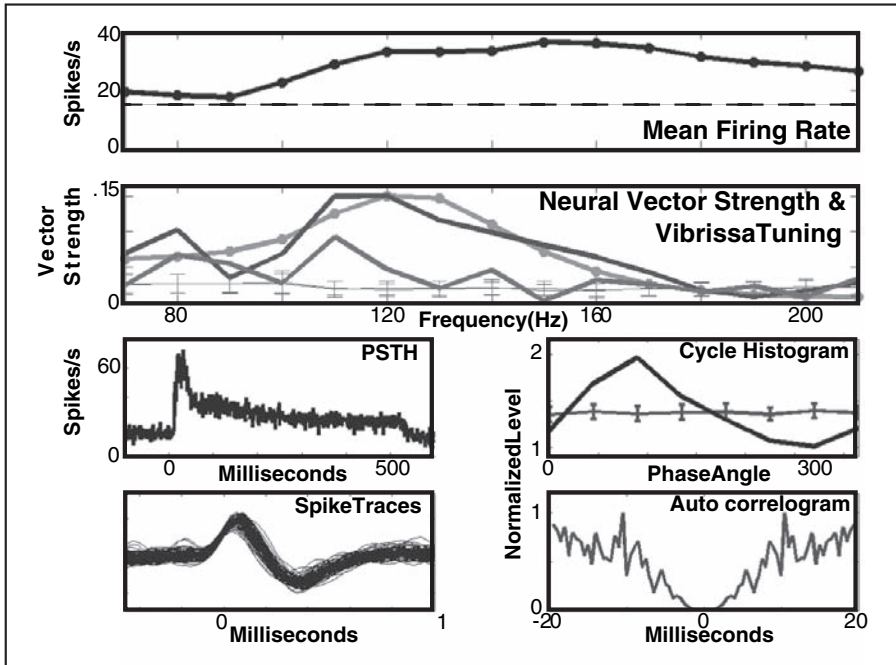 40
20
0
Spikes/s
Mean Firing Rate
.15
0
Vector
Strength
Neural Vector Strength &
VibrissaTuning
80
120
160
200
Frequency(Hz)
60
0
Spikes/s
PSTH
0
500
Milliseconds
2
1
Cycle Histogram
0
300
PhaseAngle
NormalizedLevel
SpikeTraces
0
1
Milliseconds
1
0
Auto correlogram
-20
0
20
Milliseconds